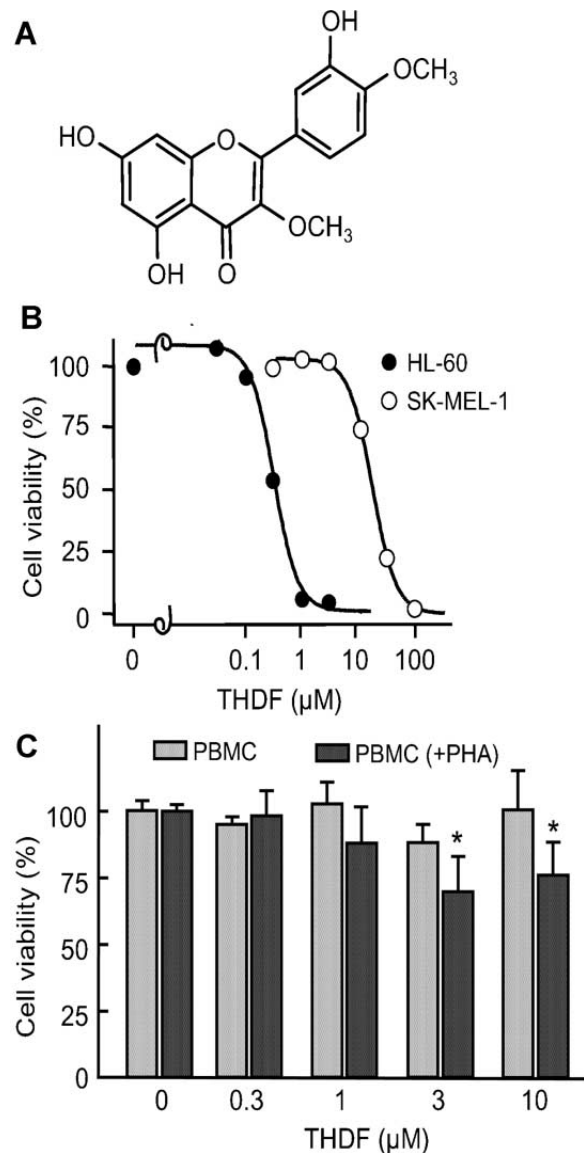 A
OH
OCH3
HO
O
OCH3
OH
O
B
Cell viability (%)
100
75
50
25
0
HL-60
SK-MEL-1
0 0.1 1 10 100
THDF (µM)
C
PBMC PBMC (+PHA)
Cell viability (%)
100
75
50
25
0
* *
0 0.3 1 3 10
THDF (µM)